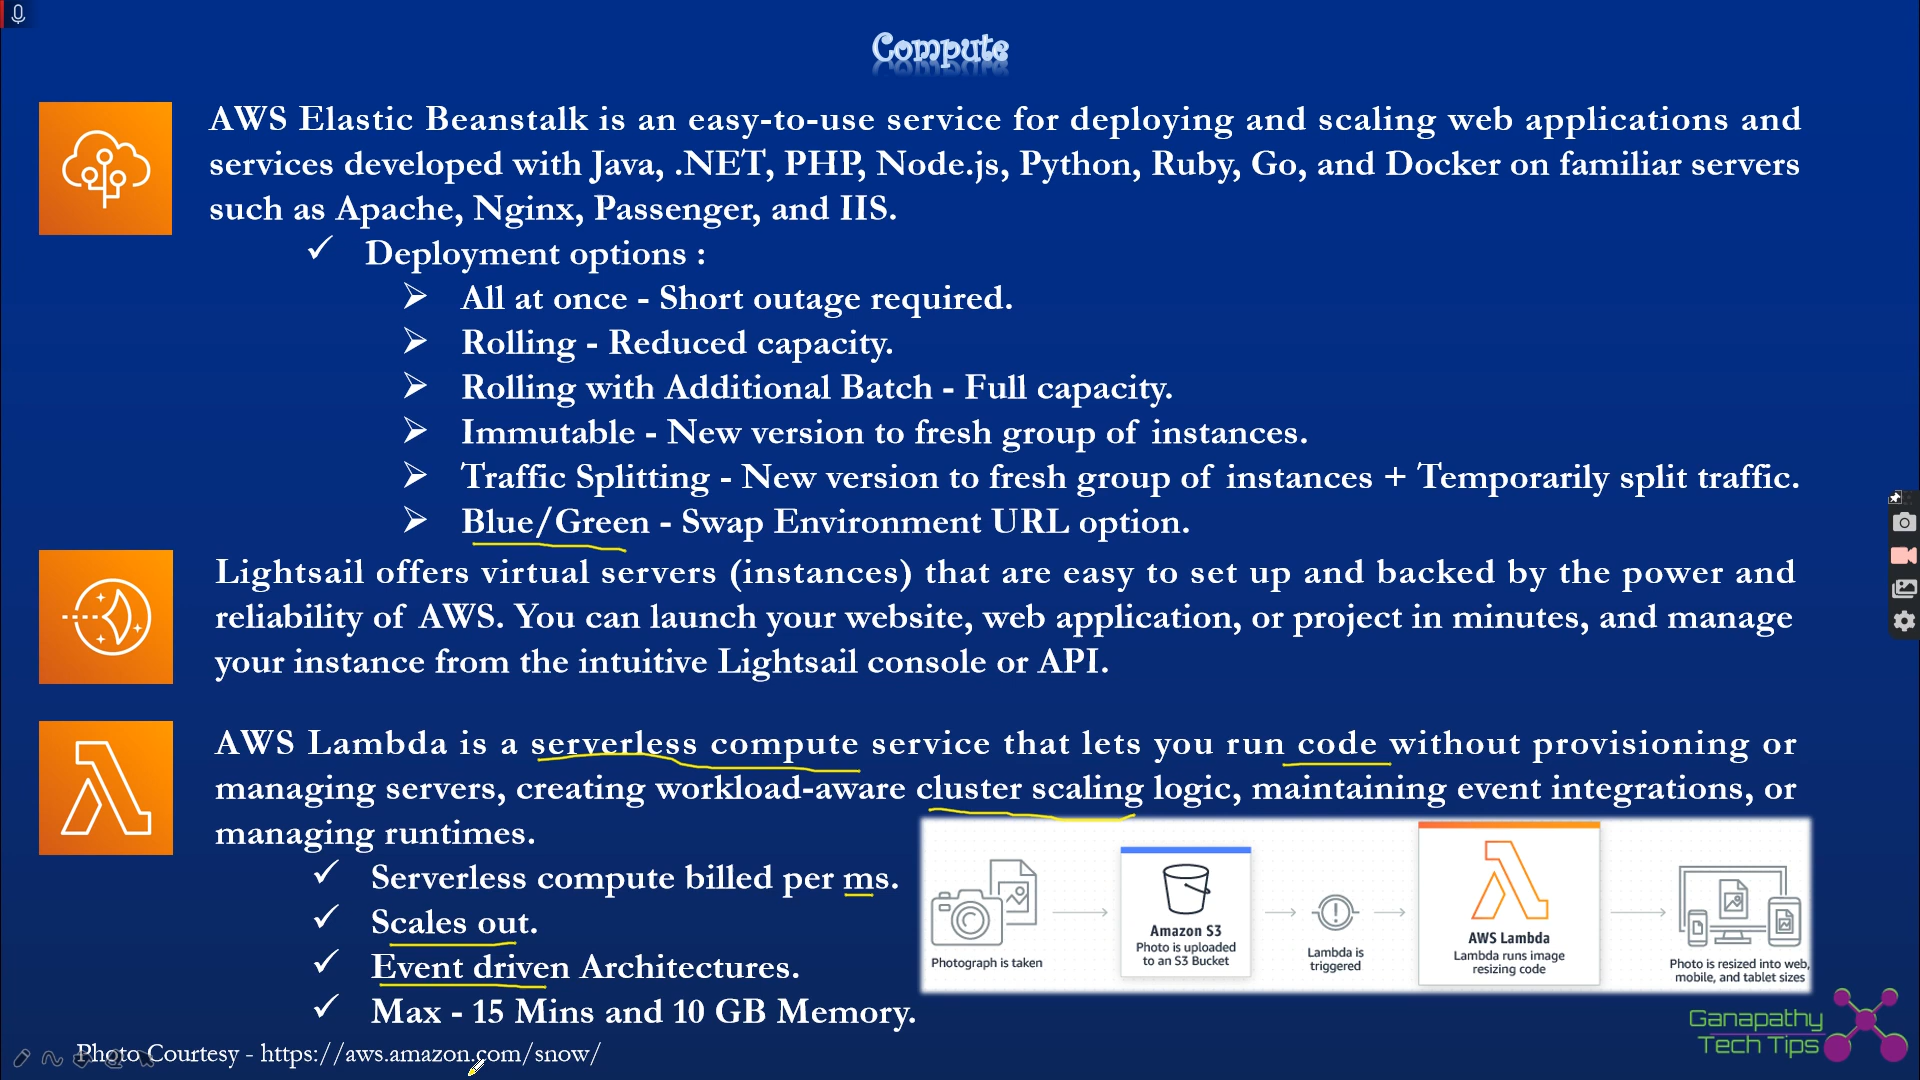 Compute
AWS Elastic Beanstalk is an easy-to-use service for deploying and scaling web applications and
services developed with Java, .NET, PHP, Node.js, Python, Ruby, Go, and Docker on familiar servers
such as Apache, Nginx, Passenger, and IIS.
✓ Deployment options :
➢ All at once - Short outage required.
➢ Rolling - Reduced capacity.
➢ Rolling with Additional Batch - Full capacity.
➢ Immutable - New version to fresh group of instances.
➢ Traffic Splitting - New version to fresh group of instances + Temporarily split traffic.
➢ Blue/Green - Swap Environment URL option.
Lightsail offers virtual servers (instances) that are easy to set up and backed by the power and
reliability of AWS. You can launch your website, web application, or project in minutes, and manage
your instance from the intuitive Lightsail console or API.
AWS Lambda is a serverless compute service that lets you run code without provisioning or
managing servers, creating workload-aware cluster scaling logic, maintaining event integrations, or
managing runtimes.
✓ Serverless compute billed per ms.
✓ Scales out.
✓ Event driven Architectures.
✓ Max - 15 Mins and 10 GB Memory.
Photograph is taken
Amazon S3
Photo is uploaded
to an S3 Bucket
Lambda is
triggered
AWS Lambda
Lambda runs image
resizing code
Photo is resized into web,
mobile, and tablet sizes
Ganapathy
Tech Tips
Photo Courtesy - https://aws.amazon.com/snow/